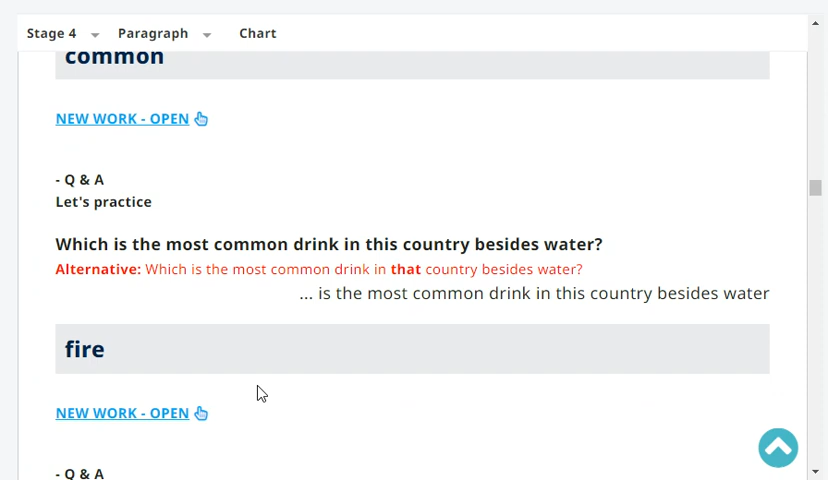 Stage 4 Paragraph Chart
common
NEW WORK - OPEN
- Q & A
Let's practice
Which is the most common drink in this country besides water?
Alternative: Which is the most common drink in that country besides water?
... is the most common drink in this country besides water
fire
NEW WORK - OPEN
- Q & A